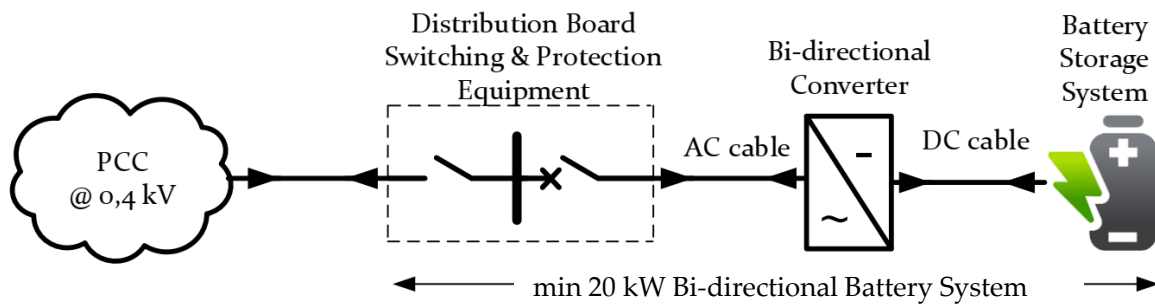 Distribution Board
Switching & Protection
Equipment
Bi-directional
Converter
Battery
Storage
System
PCC
@ 0,4 kV
AC cable
DC cable
-
~
+
-
min 20 kW Bi-directional Battery System